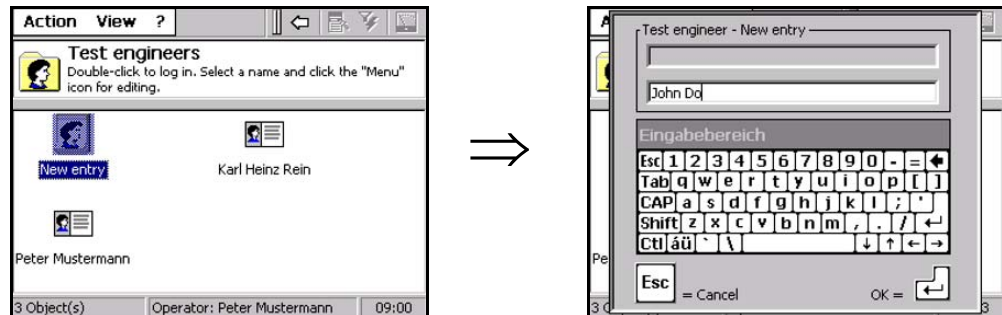 Action View ?
Test engineers
Double-click to log in. Select a name and click the "Menu"
icon for editing.
New entry
Karl Heinz Rein
Peter Mustermann
3 Object(s) Operator: Peter Mustermann 09:00
A
Test engineer - New entry
John Do
Eingabebereich
Esc 1 2 3 4 5 6 7 8 9 0 - = 🡄
Tab q w e r t y u i o p [ ]
CAP a s d f g h j k l ; '
Shift z x c v b n m , . / ↵
Ctl áü ` \ ↓ ↑ ← →
Pe
Esc = Cancel OK = ↵
3 O 3